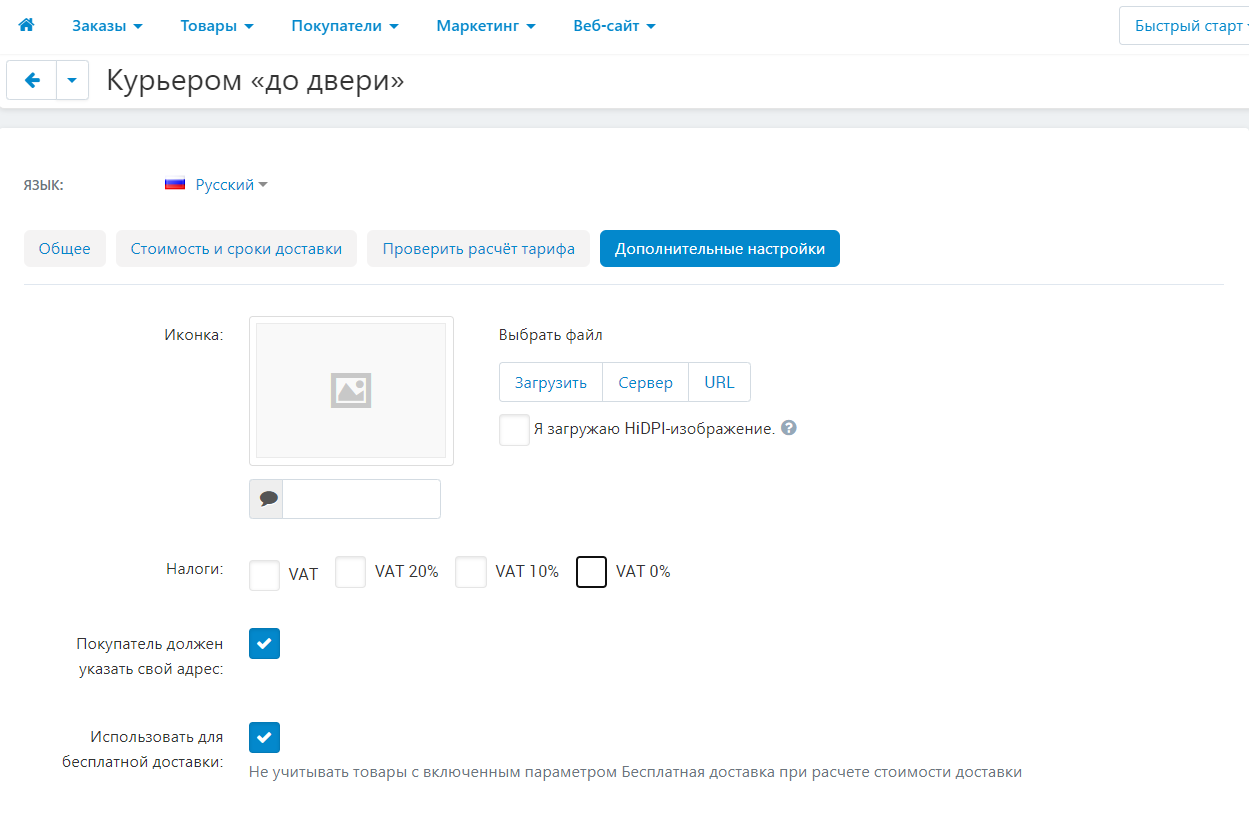 Заказы Товары Покупатели Маркетинг Веб-сайт Быстрый старт
Курьером «до двери»
ЯЗЫК: Русский
Общее Стоимость и сроки доставки Проверить расчёт тарифа Дополнительные настройки
Иконка: Выбрать файл
Загрузить Сервер URL
Я загружаю HiDPI-изображение. ?
Налоги: VAT VAT 20% VAT 10% VAT 0%
Покупатель должен
указать свой адрес:
Использовать для
бесплатной доставки:
Не учитывать товары с включенным параметром Бесплатная доставка при расчете стоимости доставки